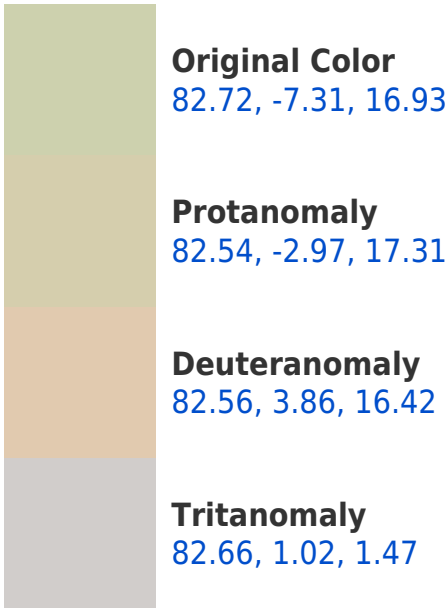 Original Color
82.72, -7.31, 16.93
Protanomaly
82.54, -2.97, 17.31
Deuteranomaly
82.56, 3.86, 16.42
Tritanomaly
82.66, 1.02, 1.47